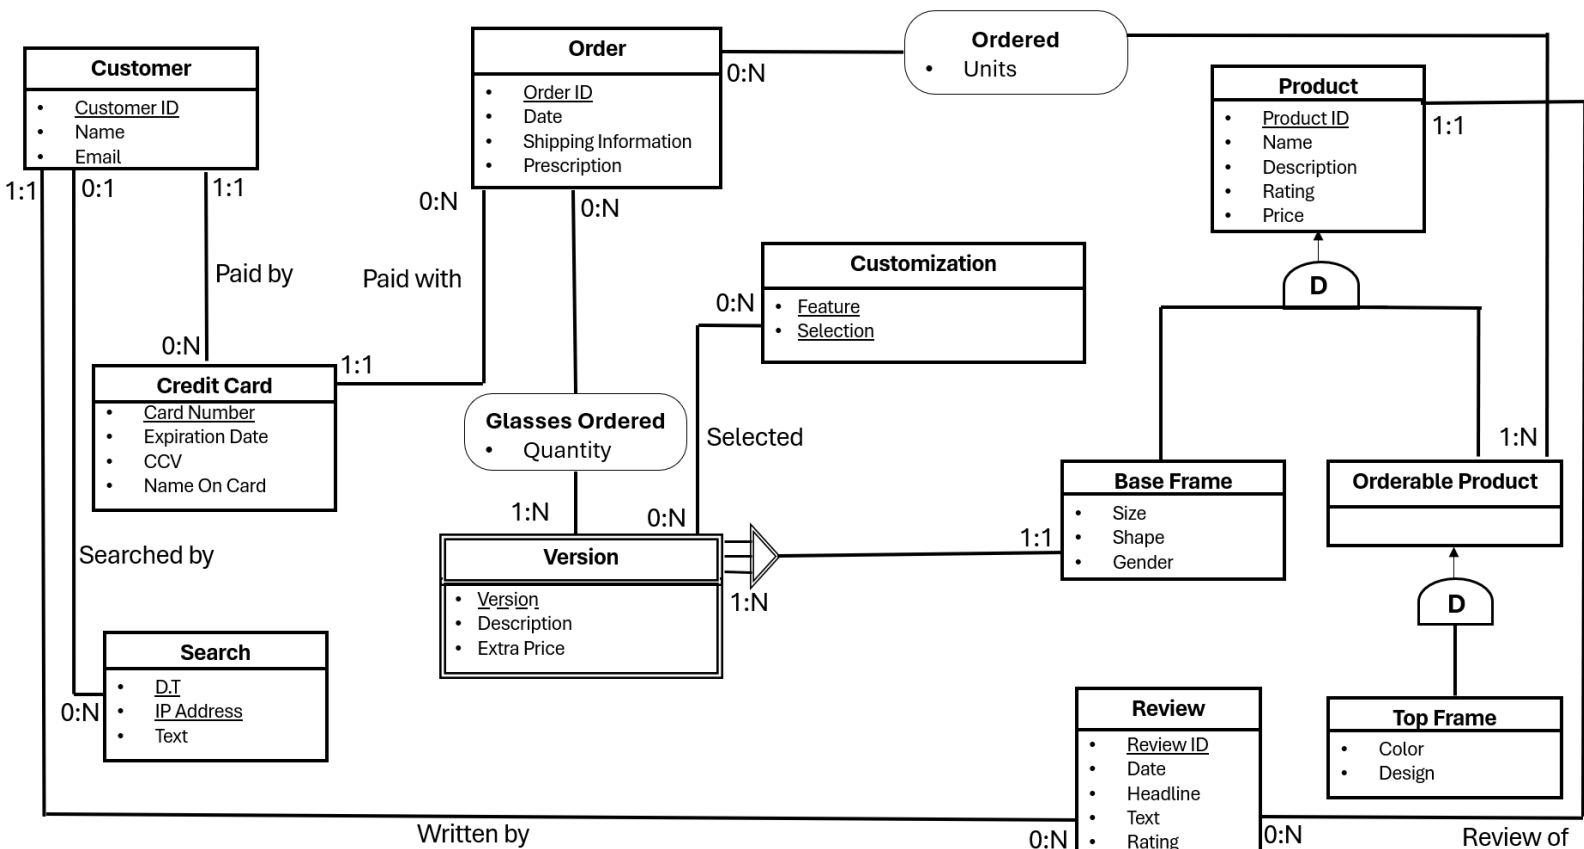 Customer
• Customer ID
• Name
• Email
1:1
0:1
1:1
Paid by
0:N
Order
• Order ID
• Date
• Shipping Information
• Prescription
0:N
0:N
0:N
Paid with
Ordered
• Units
Product
• Product ID
• Name
• Description
• Rating
• Price
1:1
D
Customization
• Feature
• Selection
0:N
Credit Card
• Card Number
• Expiration Date
• CCV
• Name On Card
1:1
Glasses Ordered
• Quantity
Selected
1:N
0:N
Version
• Version
• Description
• Extra Price
1:N
1:1
Base Frame
• Size
• Shape
• Gender
1:N
Orderable Product
D
Searched by
Search
• D.T
• IP Address
• Text
0:N
Review
• Review ID
• Date
• Headline
• Text
• Rating
Top Frame
• Color
• Design
Written by
0:N
0:N
Review of